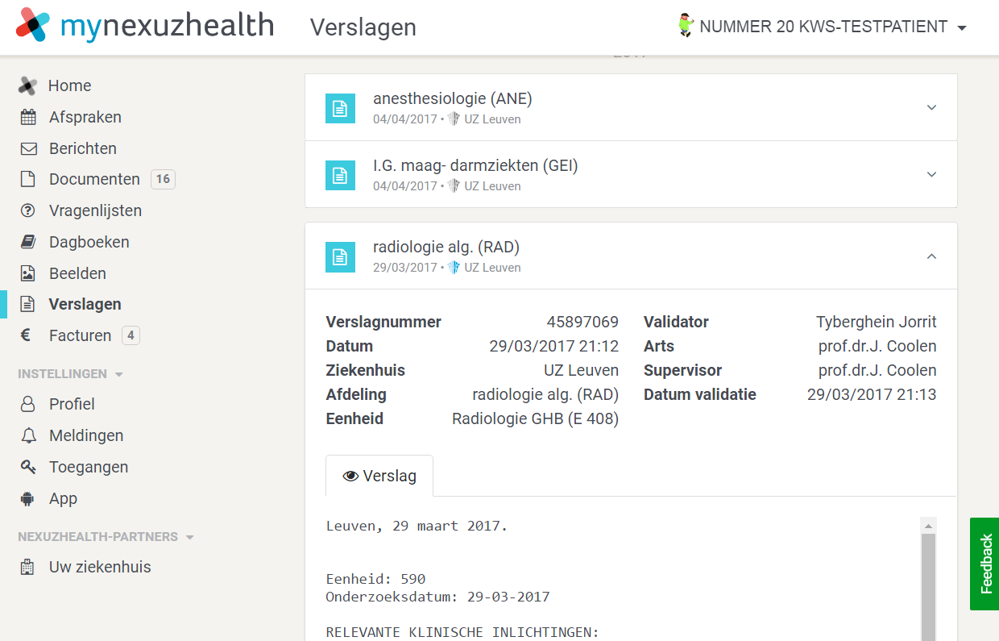 mynexuzhealth
Verslagen
NUMMER 20 KWS-TESTPATIENT
Home
Afspraken
Berichten
Documenten 16
Vragenlijsten
Dagboeken
Beelden
Verslagen
Facturen 4
INSTELLINGEN
Profiel
Meldingen
Toegangen
App
NEXUZHEALTH-PARTNERS
Uw ziekenhuis
anesthesiologie (ANE)
04/04/2017 • UZ Leuven
I.G. maag- darmziekten (GEI)
04/04/2017 • UZ Leuven
radiologie alg. (RAD)
29/03/2017 • UZ Leuven
Verslagnummer 45897069
Datum 29/03/2017 21:12
Ziekenhuis UZ Leuven
Afdeling radiologie alg. (RAD)
Eenheid Radiologie GHB (E 408)
Validator Tyberghein Jorrit
Arts prof.dr.J. Coolen
Supervisor prof.dr.J. Coolen
Datum validatie 29/03/2017 21:13
Verslag
Leuven, 29 maart 2017.
Eenheid: 590
Onderzoeksdatum: 29-03-2017
RELEVANTE KLINISCHE INLICHTINGEN:
Feedback